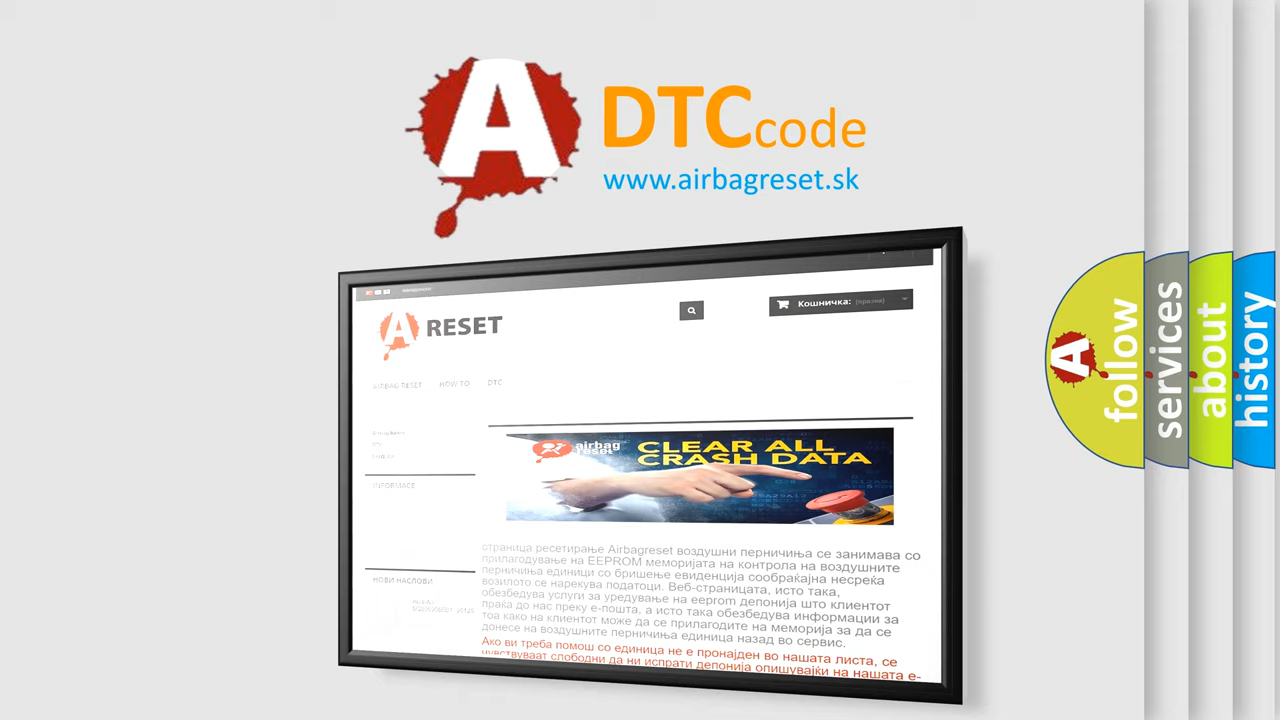 A
DTCcode
www.airbagreset.sk
A RESET
Кошничка: (празни)
AIRBAG RESET HOW TO DTC
INFORMACE
НОВИ НАСЛОВИ
airbag
reset
CLEAR ALL
CRASH DATA
страница ресетирање Airbagreset воздушни перничиња се занимава со
прилагодување на EEPROM меморијата на контрола на воздушните
перничиња единици со бришење евиденција сообраќајна несреќа
возилото се нарекува податоци. Веб-страницата, исто така,
обезбедува услуги за уредување на eeprom депонија што клиентот
праќа до нас преку е-пошта, а исто така обезбедува информации за
тоа како на клиентот може да се прилагодите на меморија за да се
донесе на воздушните перничиња единица назад во сервис.
Ако ви треба помош со единица не е пронајден во нашата листа, се
чувствуваат слободни да ни испрати депонија опишувајќи на нашата е-
A
follow
services
about
history